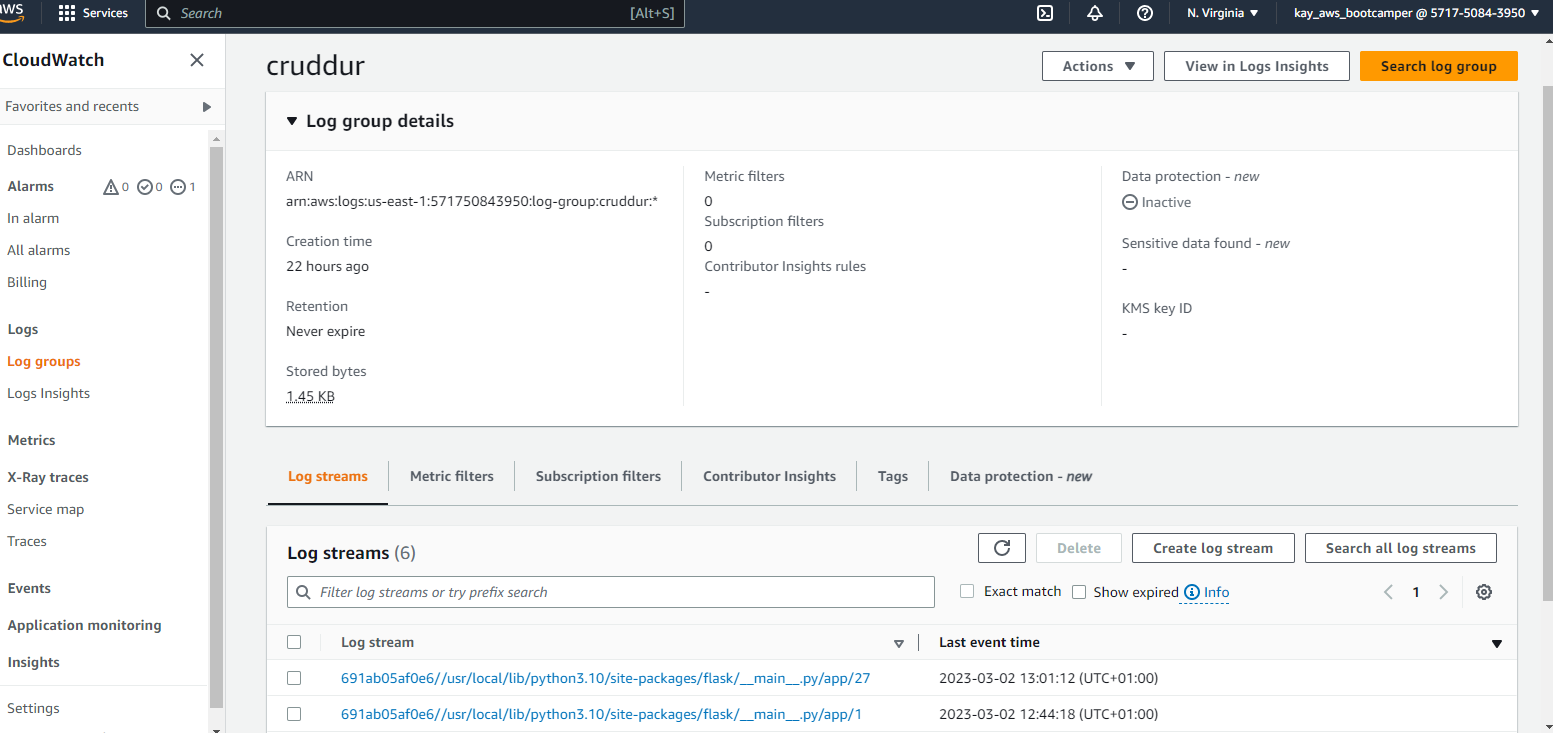 aws
Services
Search
[Alt+S]
N. Virginia
kay_aws_bootcamper @ 5717-5084-3950
CloudWatch
Favorites and recents
Dashboards
Alarms
0
0
1
In alarm
All alarms
Billing
Logs
Log groups
Logs Insights
Metrics
X-Ray traces
Service map
Traces
Events
Application monitoring
Insights
Settings
cruddur
Actions
View in Logs Insights
Search log group
Log group details
ARN
arn:aws:logs:us-east-1:571750843950:log-group:cruddur:*
Creation time
22 hours ago
Retention
Never expire
Stored bytes
1.45 KB
Metric filters
0
Subscription filters
0
Contributor Insights rules
-
Data protection - new
Inactive
Sensitive data found - new
-
KMS key ID
-
Log streams
Metric filters
Subscription filters
Contributor Insights
Tags
Data protection - new
Log streams (6)
Delete
Create log stream
Search all log streams
Filter log streams or try prefix search
Exact match
Show expired
Info
1
Log stream
Last event time
691ab05af0e6//usr/local/lib/python3.10/site-packages/flask/__main__.py/app/27
2023-03-02 13:01:12 (UTC+01:00)
691ab05af0e6//usr/local/lib/python3.10/site-packages/flask/__main__.py/app/1
2023-03-02 12:44:18 (UTC+01:00)